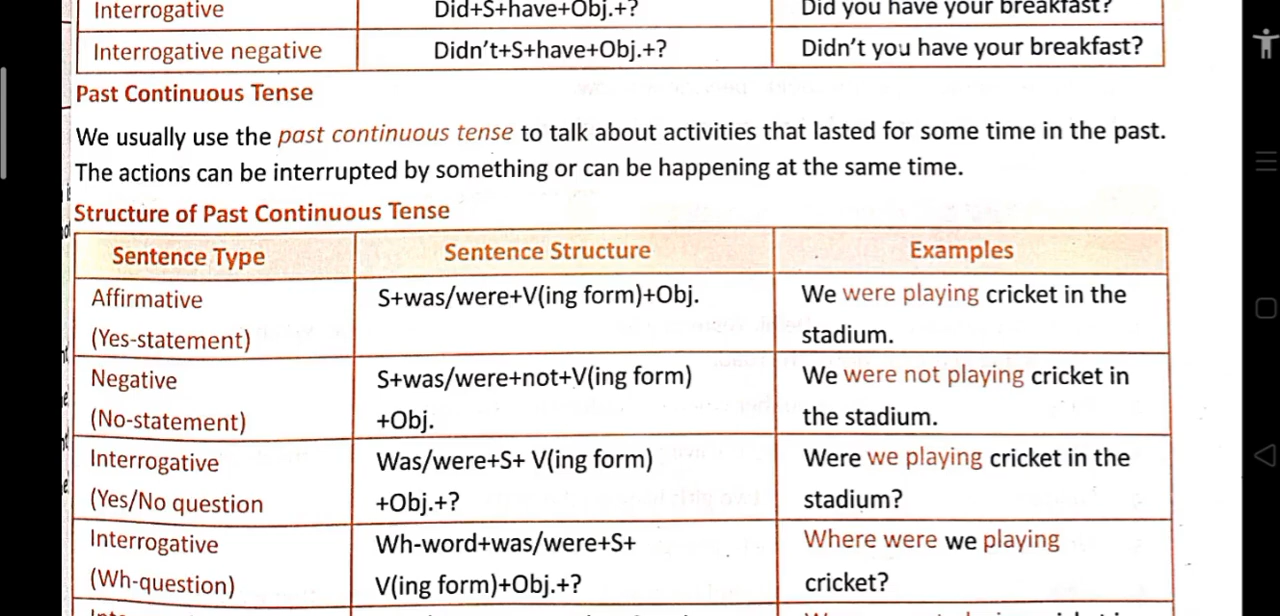 Interrogative Did+S+have+Obj.+? Did you have your breakfast?
Interrogative negative Didn't+S+have+Obj.+? Didn't you have your breakfast?
Past Continuous Tense
We usually use the past continuous tense to talk about activities that lasted for some time in the past.
The actions can be interrupted by something or can be happening at the same time.
Structure of Past Continuous Tense
Sentence Type Sentence Structure Examples
Affirmative S+was/were+V(ing form)+Obj. We were playing cricket in the
(Yes-statement) stadium.
Negative S+was/were+not+V(ing form) We were not playing cricket in
(No-statement) +Obj. the stadium.
Interrogative Was/were+S+ V(ing form) Were we playing cricket in the
(Yes/No question +Obj.+? stadium?
Interrogative Wh-word+was/were+S+ Where were we playing
(Wh-question) V(ing form)+Obj.+? cricket?